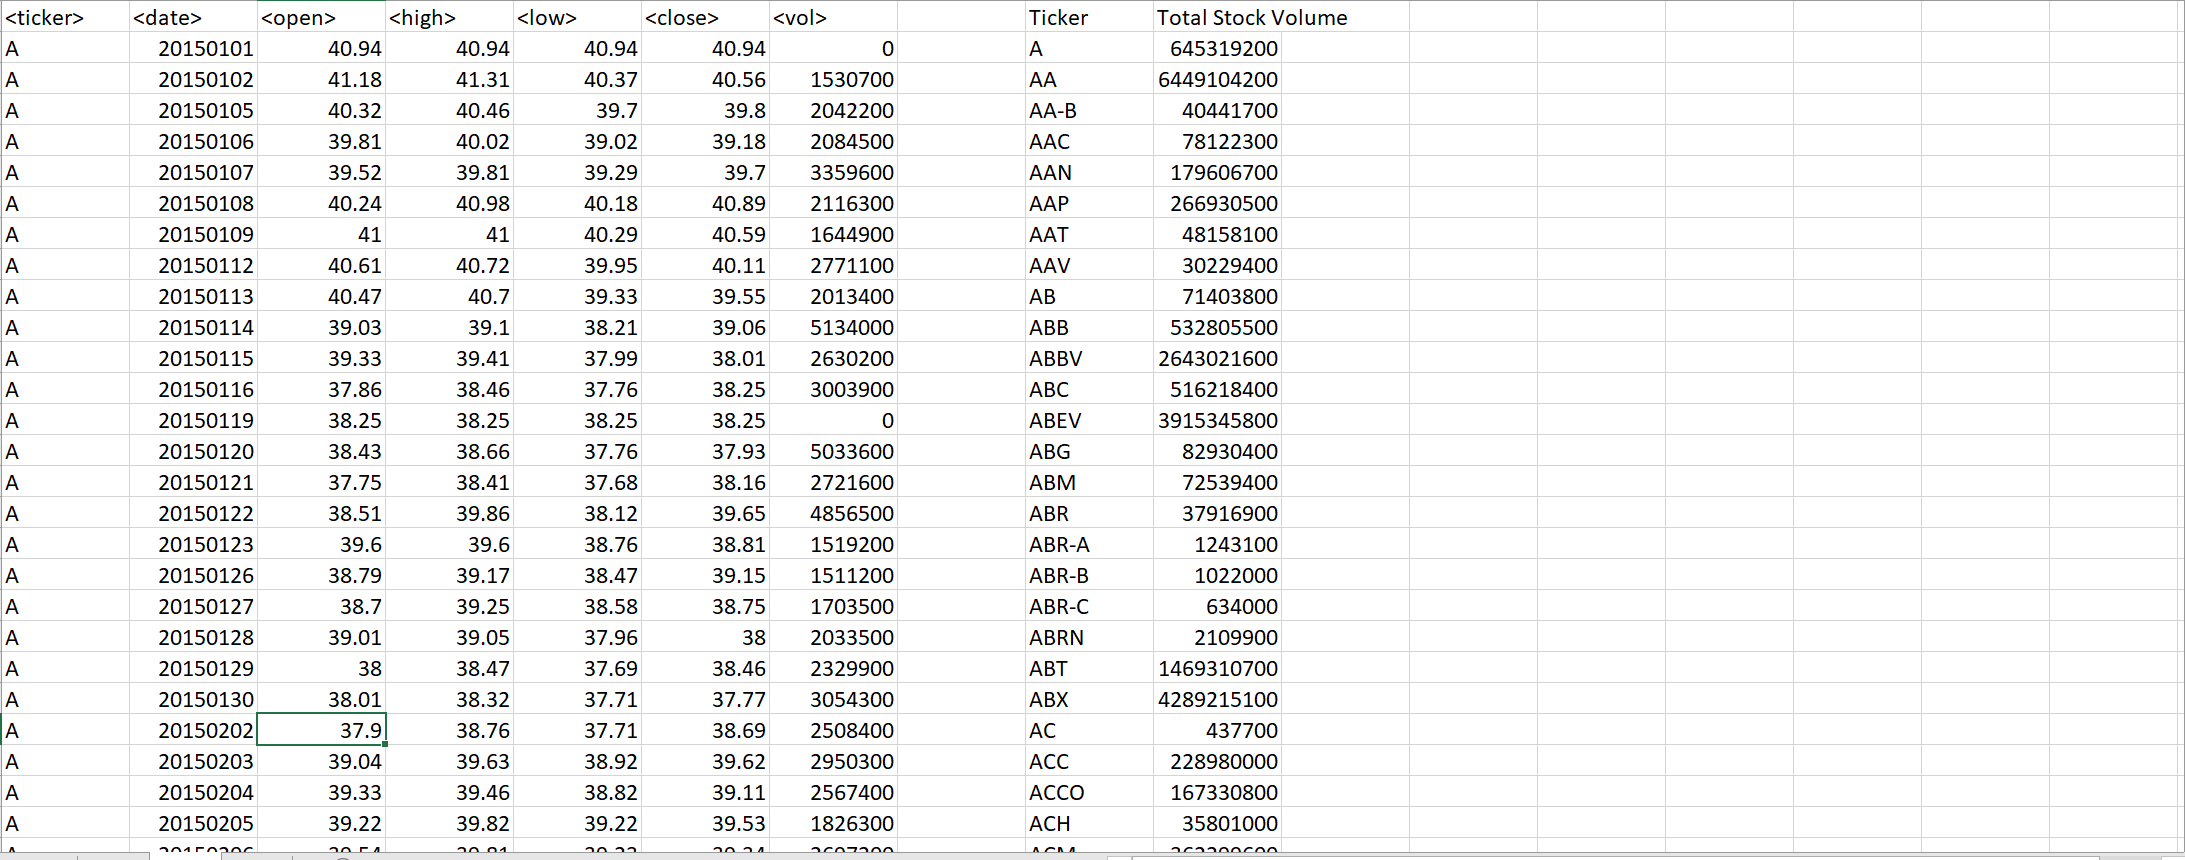 <ticker> <date> <open> <high> <low> <close> <vol> Ticker Total Stock Volume
A 20150101 40.94 40.94 40.94 40.94 0 A 645319200
A 20150102 41.18 41.31 40.37 40.56 1530700 AA 6449104200
A 20150105 40.32 40.46 39.7 39.8 2042200 AA-B 40441700
A 20150106 39.81 40.02 39.02 39.18 2084500 AAC 78122300
A 20150107 39.52 39.81 39.29 39.7 3359600 AAN 179606700
A 20150108 40.24 40.98 40.18 40.89 2116300 AAP 266930500
A 20150109 41 41 40.29 40.59 1644900 AAT 48158100
A 20150112 40.61 40.72 39.95 40.11 2771100 AAV 30229400
A 20150113 40.47 40.7 39.33 39.55 2013400 AB 71403800
A 20150114 39.03 39.1 38.21 39.06 5134000 ABB 532805500
A 20150115 39.33 39.41 37.99 38.01 2630200 ABBV 2643021600
A 20150116 37.86 38.46 37.76 38.25 3003900 ABC 516218400
A 20150119 38.25 38.25 38.25 38.25 0 ABEV 3915345800
A 20150120 38.43 38.66 37.76 37.93 5033600 ABG 82930400
A 20150121 37.75 38.41 37.68 38.16 2721600 ABM 72539400
A 20150122 38.51 39.86 38.12 39.65 4856500 ABR 37916900
A 20150123 39.6 39.6 38.76 38.81 1519200 ABR-A 1243100
A 20150126 38.79 39.17 38.47 39.15 1511200 ABR-B 1022000
A 20150127 38.7 39.25 38.58 38.75 1703500 ABR-C 634000
A 20150128 39.01 39.05 37.96 38 2033500 ABRN 2109900
A 20150129 38 38.47 37.69 38.46 2329900 ABT 1469310700
A 20150130 38.01 38.32 37.71 37.77 3054300 ABX 4289215100
A 20150202 37.9 38.76 37.71 38.69 2508400 AC 437700
A 20150203 39.04 39.63 38.92 39.62 2950300 ACC 228980000
A 20150204 39.33 39.46 38.82 39.11 2567400 ACCO 167330800
A 20150205 39.22 39.82 39.22 39.53 1826300 ACH 35801000